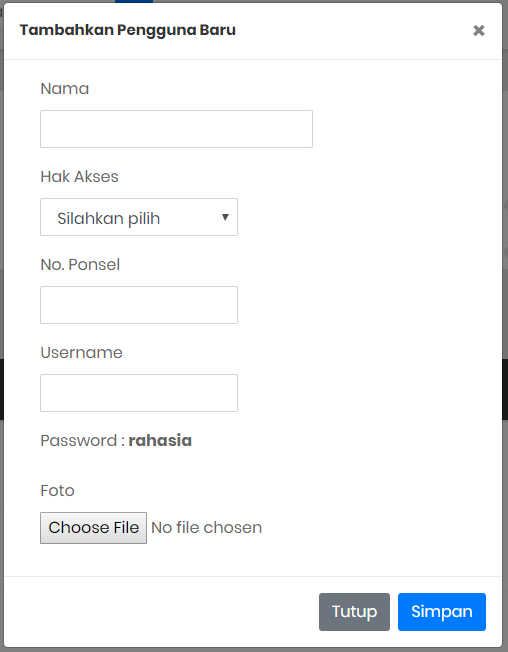 Tambahkan Pengguna Baru ×
Nama
Hak Akses
Silahkan pilih
No. Ponsel
Username
Password : rahasia
Foto
Choose File No file chosen
Tutup Simpan